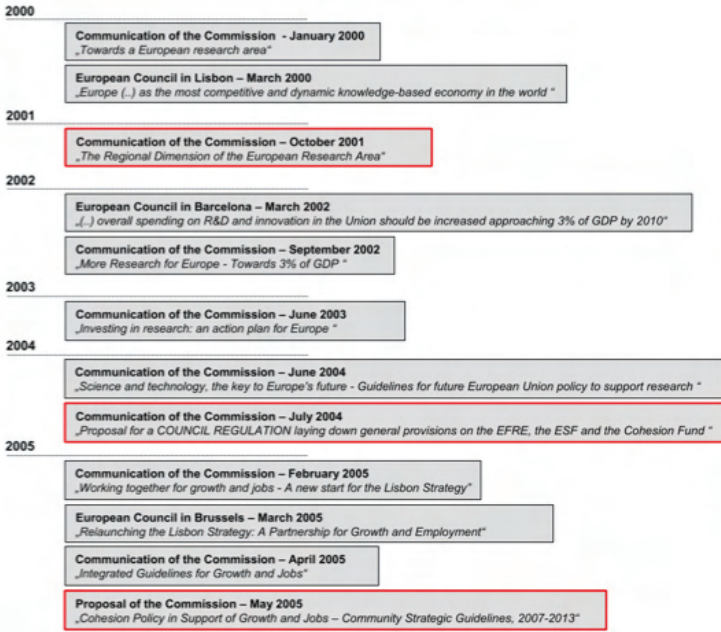 2000
Communication of the Commission - January 2000
„Towards a European research area“
European Council in Lisbon – March 2000
„Europe (..) as the most competitive and dynamic knowledge-based economy in the world “
2001
Communication of the Commission – October 2001
„The Regional Dimension of the European Research Area“
2002
European Council in Barcelona – March 2002
„(..) overall spending on R&D and innovation in the Union should be increased approaching 3% of GDP by 2010“
Communication of the Commission – September 2002
„More Research for Europe - Towards 3% of GDP “
2003
Communication of the Commission – June 2003
„Investing in research: an action plan for Europe “
2004
Communication of the Commission – June 2004
„Science and technology, the key to Europe's future - Guidelines for future European Union policy to support research “
Communication of the Commission – July 2004
„Proposal for a COUNCIL REGULATION laying down general provisions on the EFRE, the ESF and the Cohesion Fund “
2005
Communication of the Commission – February 2005
„Working together for growth and jobs - A new start for the Lisbon Strategy“
European Council in Brussels – March 2005
„Relaunching the Lisbon Strategy: A Partnership for Growth and Employment“
Communication of the Commission – April 2005
„Integrated Guidelines for Growth and Jobs“
Proposal of the Commission – May 2005
„Cohesion Policy in Support of Growth and Jobs – Community Strategic Guidelines, 2007-2013“